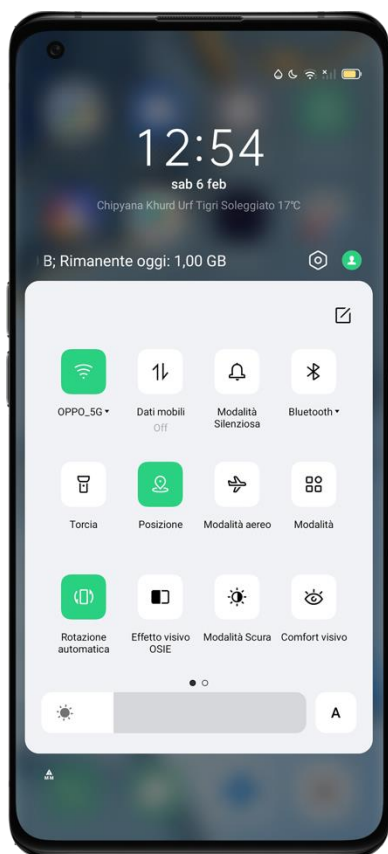 12:54
sab 6 feb
Chipyana Khurd Urf Tigri Soleggiato 17°C
B; Rimanente oggi: 1,00 GB
OPPO_5G
Dati mobili
Off
Modalità
Silenziosa
Bluetooth
Torcia
Posizione
Modalità aereo
Modalità
Rotazione
automatica
Effetto visivo
OSIE
Modalità Scura
Comfort visivo
A